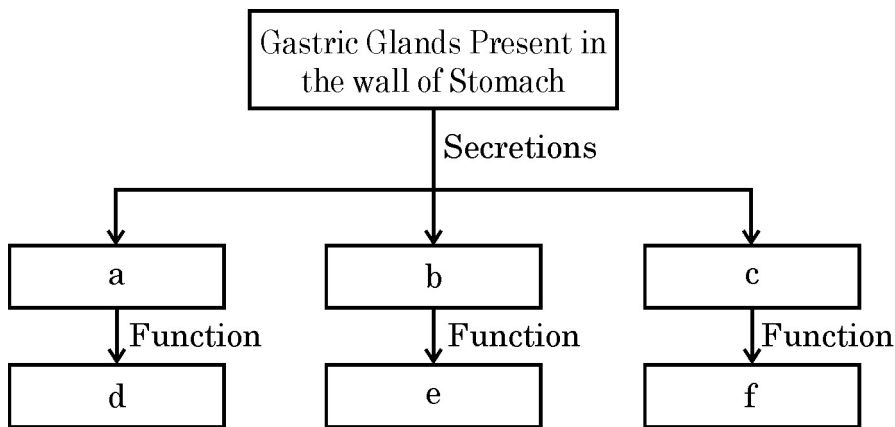 Gastric Glands Present in
the wall of Stomach
Secretions
a
b
c
Function
Function
Function
d
e
f